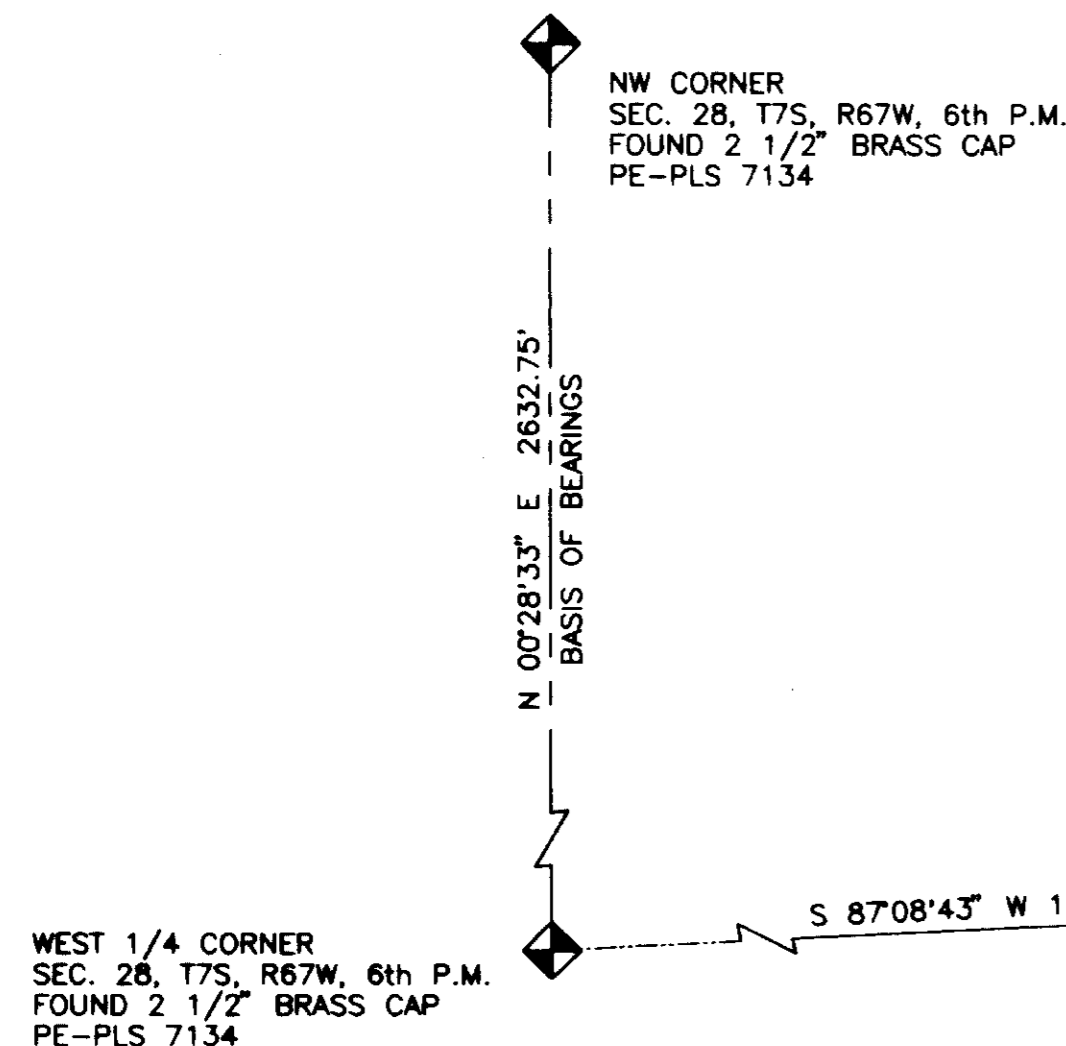 NW CORNER
SEC. 28, T7S, R67W, 6th P.M.
FOUND 2 1/2" BRASS CAP
PE-PLS 7134
N 00°28'33" E 2632.75'
BASIS OF BEARINGS
S 87°08'43" W 1
WEST 1/4 CORNER
SEC. 28, T7S, R67W, 6th P.M.
FOUND 2 1/2" BRASS CAP
PE-PLS 7134